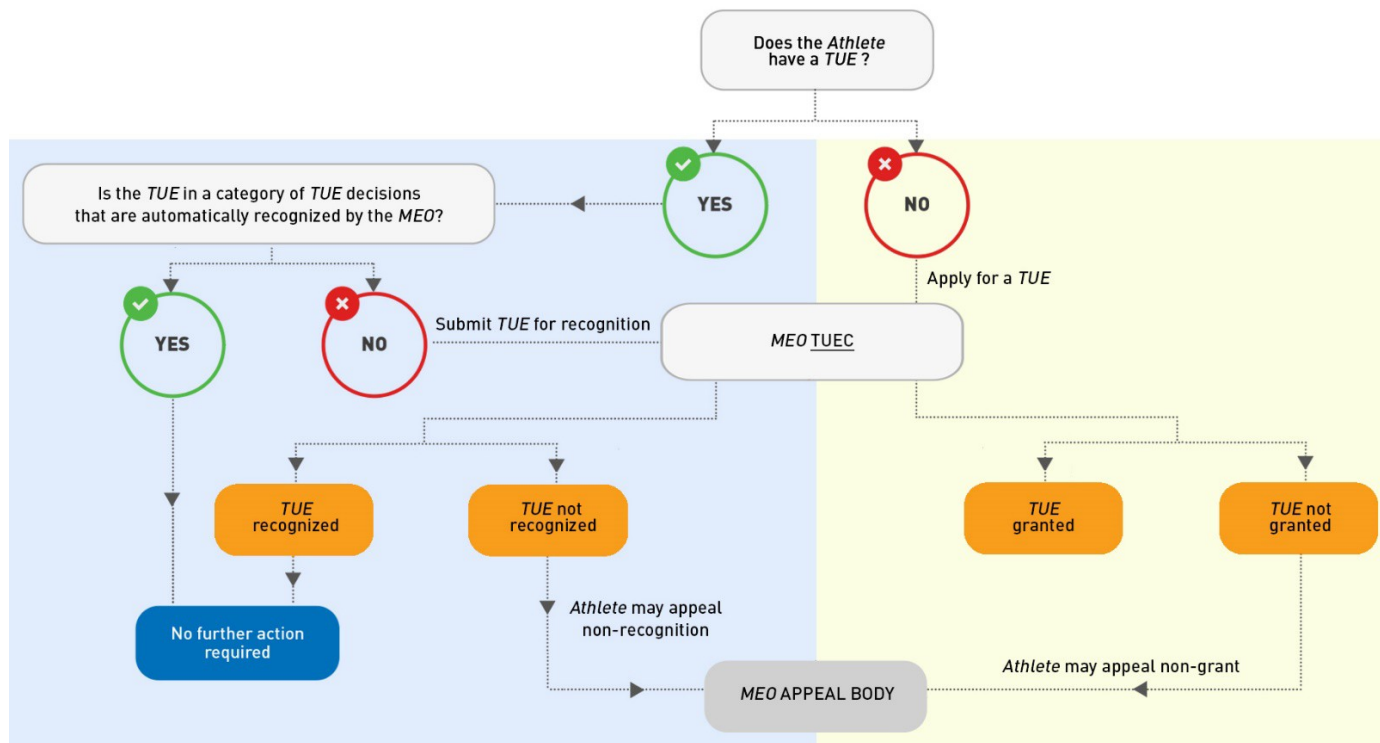 Does the Athlete
have a TUE ?
Is the TUE in a category of TUE decisions
that are automatically recognized by the MEO?
YES
NO
Apply for a TUE
YES
NO
Submit TUE for recognition
MEO TUEC
TUE
recognized
TUE not
recognized
TUE
granted
TUE not
granted
No further action
required
Athlete may appeal
non-recognition
Athlete may appeal non-grant
MEO APPEAL BODY